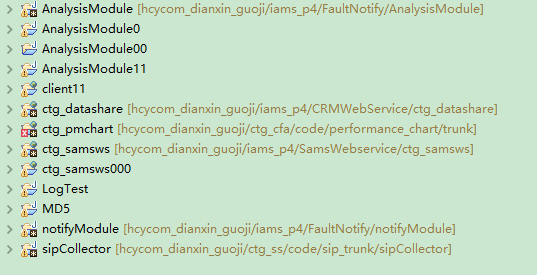 AnalysisModule [hcycom_dianxin_guoji/iams_p4/FaultNotify/AnalysisModule]
AnalysisModule0
AnalysisModule00
AnalysisModule11
client11
ctg_datashare [hcycom_dianxin_guoji/iams_p4/CRMWebService/ctg_datashare]
ctg_pmchart [hcycom_dianxin_guoji/ctg_cfa/code/performance_chart/trunk]
ctg_samsws [hcycom_dianxin_guoji/iams_p4/SamsWebservice/ctg_samsws]
ctg_samsws000
LogTest
MD5
notifyModule [hcycom_dianxin_guoji/iams_p4/FaultNotify/notifyModule]
sipCollector [hcycom_dianxin_guoji/ctg_ss/code/sip_trunk/sipCollector]